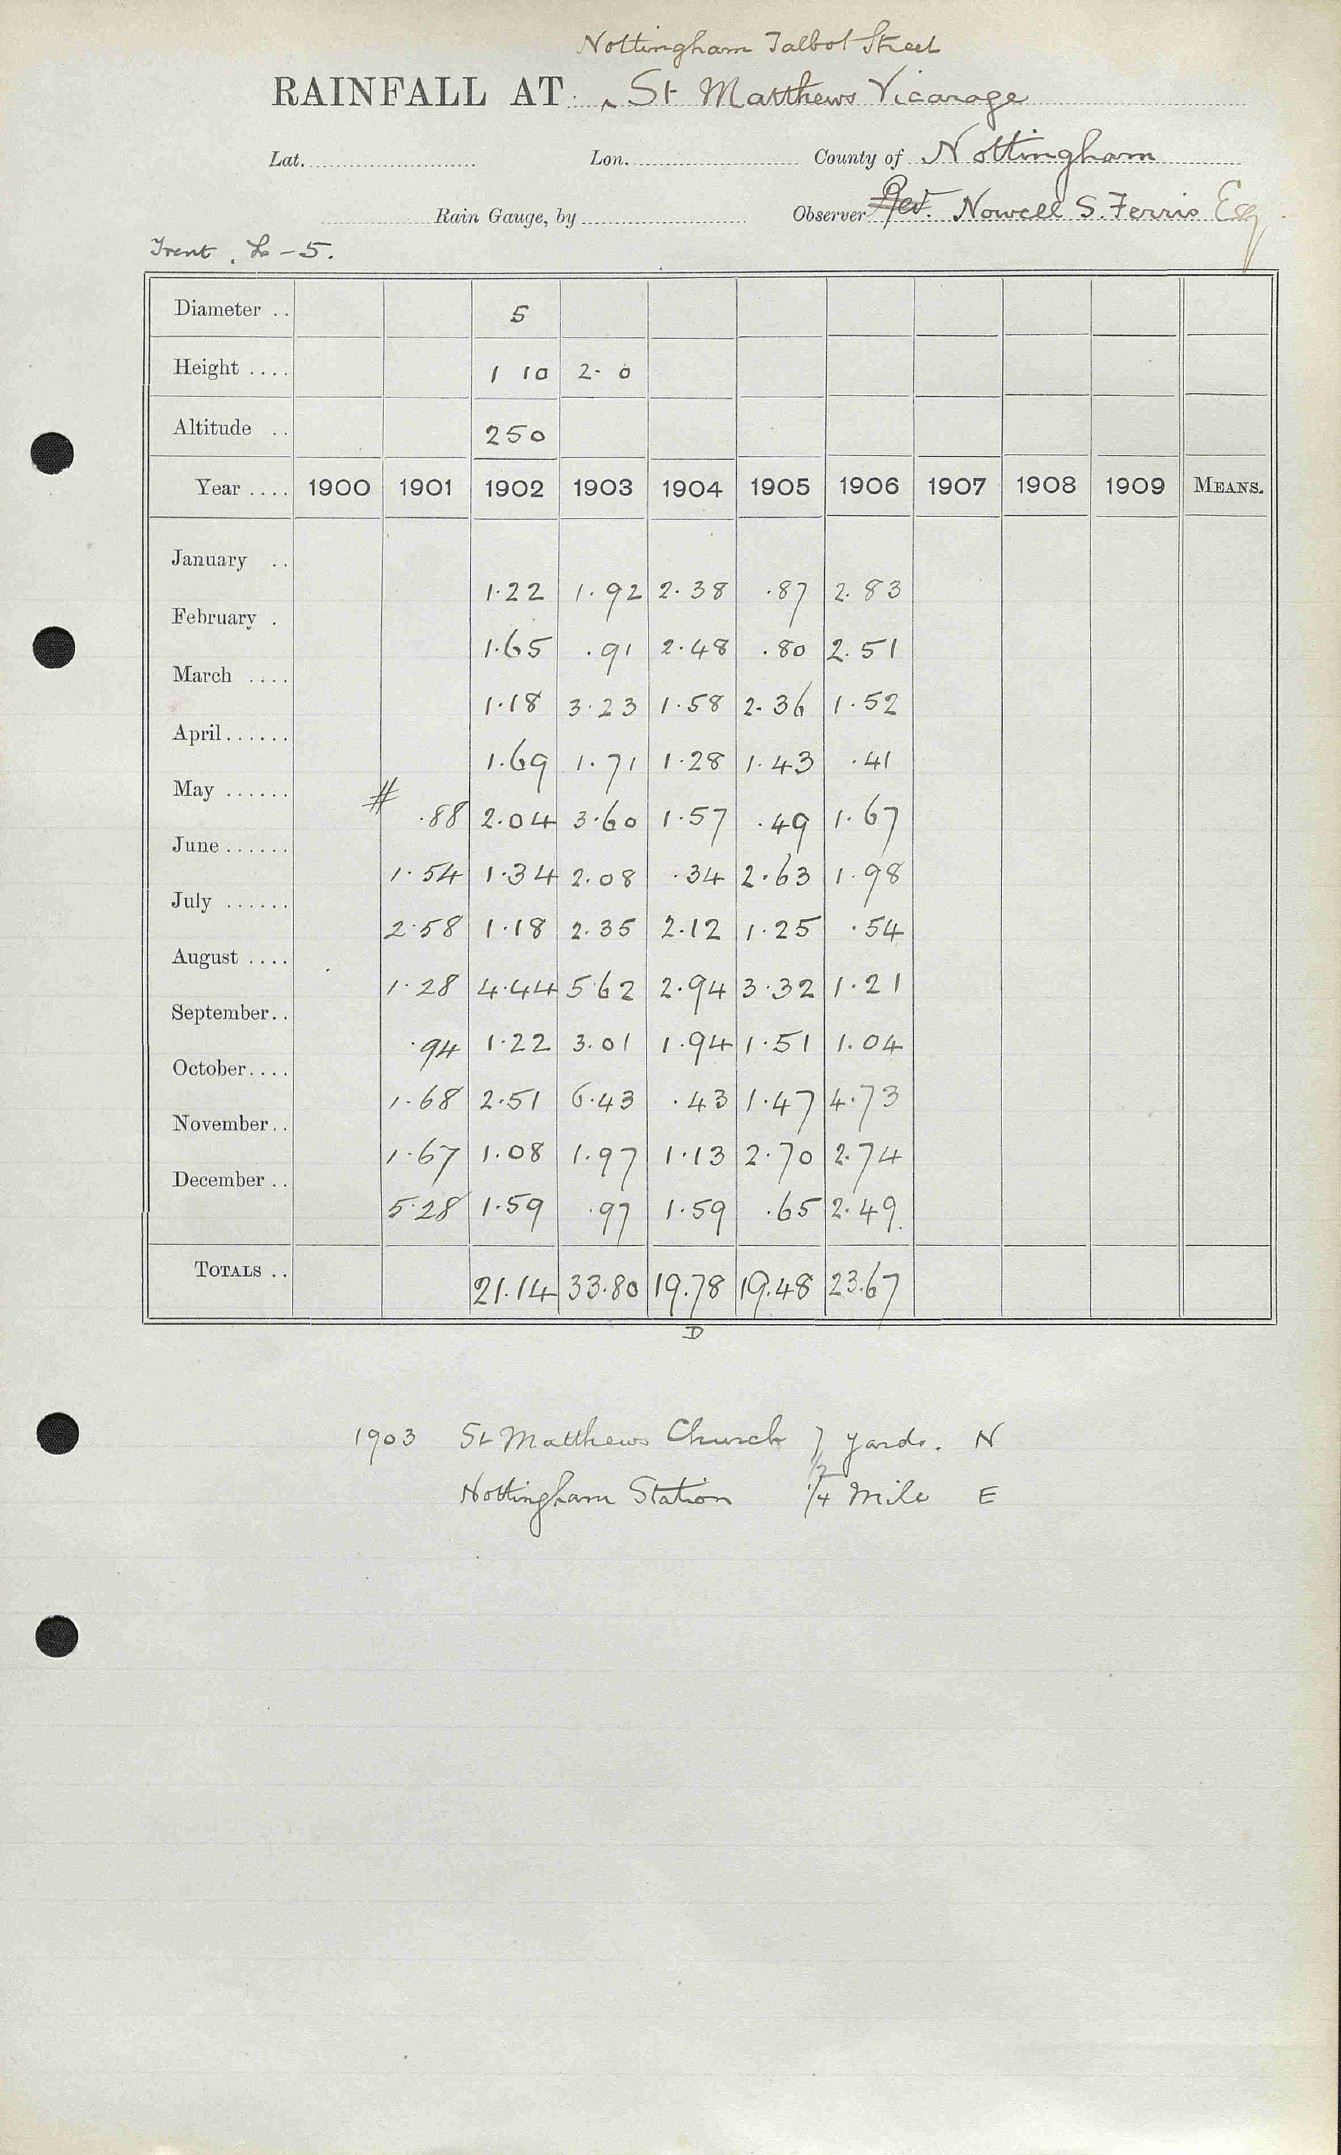 Nottingham Talbot Street
RAINFALL AT ^ St Matthews Vicarage
Lat. Lon. County of Nottingham
Rain Gauge, by Observer Rev. Nowell S. Ferris Esq
Trent. L-5.
Diameter .. 5
Height .... 1 10 2- 0
Altitude .. 250
Year .... 1900 1901 1902 1903 1904 1905 1906 1907 1908 1909 MEANS.
January .. 1.22 1.92 2.38 .87 2.83
February . 1.65 .91 2.48 .80 2.51
March .... 1.18 3.23 1.58 2.36 1.52
April...... 1.69 1.71 1.28 1.43 .41
May ...... # .88 2.04 3.60 1.57 .49 1.67
June...... 1.54 1.34 2.08 .34 2.63 1.98
July ...... 2.58 1.18 2.35 2.12 1.25 .54
August .... 1.28 4.44 5.62 2.94 3.32 1.21
September.. .94 1.22 3.01 1.94 1.51 1.04
October.... 1.68 2.51 6.43 .43 1.47 4.73
November.. 1.67 1.08 1.97 1.13 2.70 2.74
December .. 5.28 1.59 .97 1.59 .65 2.49
TOTALS .. 21.14 33.80 19.78 19.48 23.67
D
1903 St Matthews Church 7 yards. N
Nottingham Station 1/4 Mile E